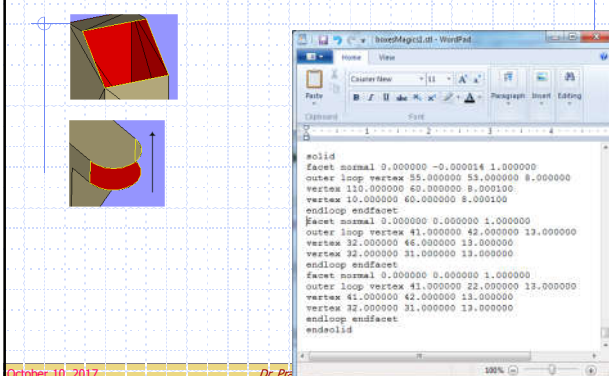 boxesMagics1.stl - WordPad
Home View
Courier New 11
Paste
Paragraph Insert Editing
Clipboard Font
solid
facet normal 0.000000 -0.000014 1.000000
outer loop vertex 55.000000 53.000000 8.000000
vertex 110.000000 60.000000 8.000100
vertex 10.000000 60.000000 8.000100
endloop endfacet
facet normal 0.000000 0.000000 1.000000
outer loop vertex 41.000000 42.000000 13.000000
vertex 32.000000 46.000000 13.000000
vertex 32.000000 31.000000 13.000000
endloop endfacet
facet normal 0.000000 0.000000 1.000000
outer loop vertex 41.000000 22.000000 13.000000
vertex 41.000000 42.000000 13.000000
vertex 32.000000 31.000000 13.000000
endloop endfacet
endsolid
100%
October 10, 2017 Dr. Pra